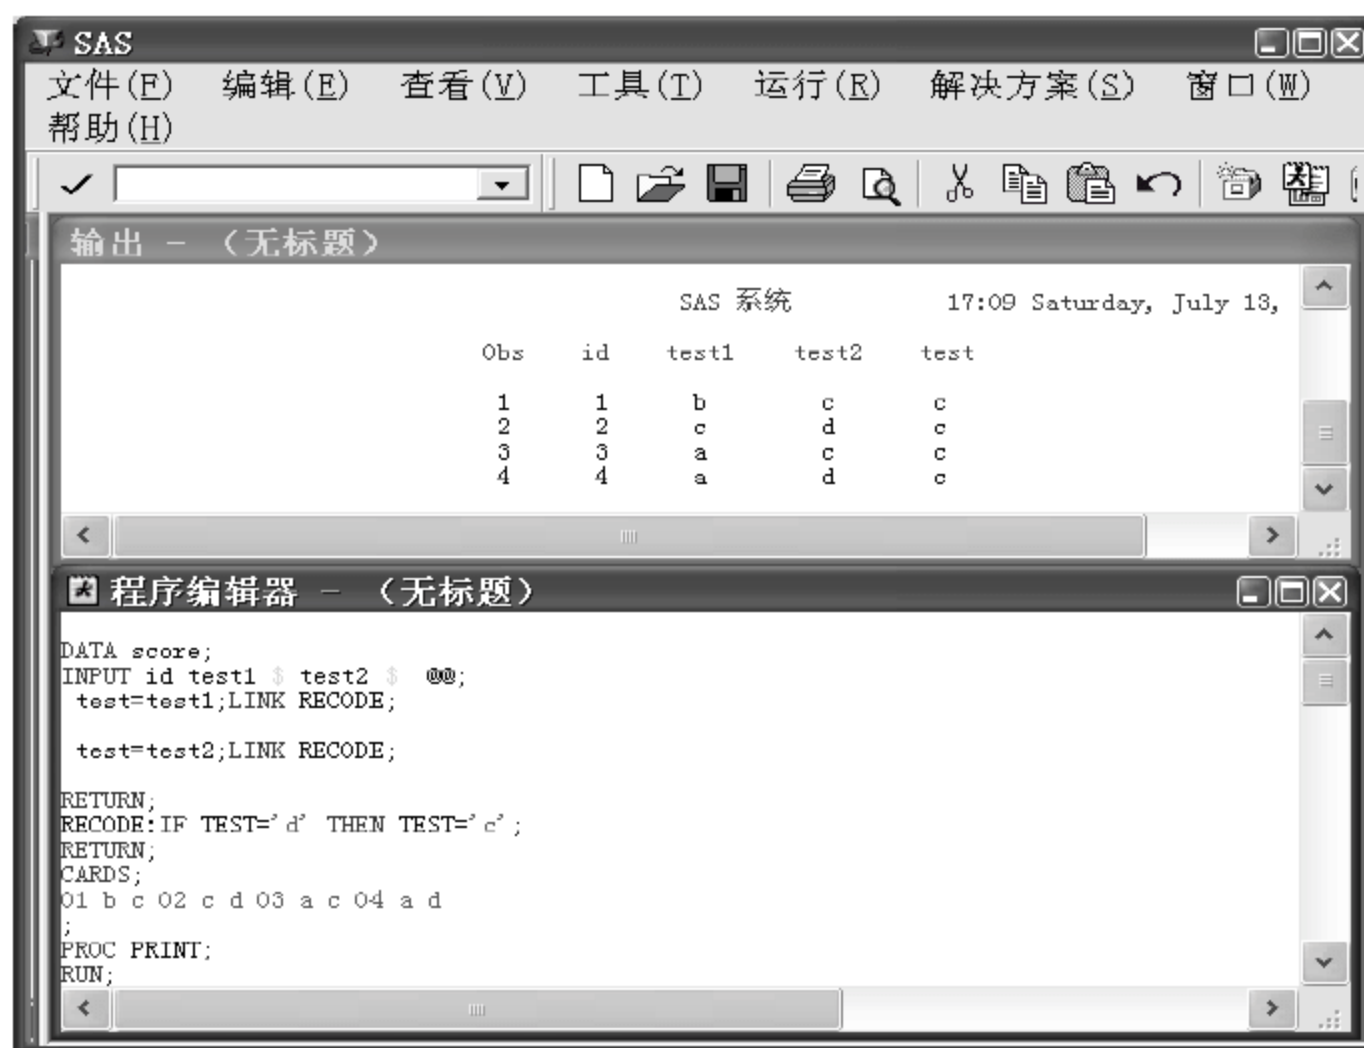 SAS
文件(F) 编辑(E) 查看(V) 工具(T) 运行(R) 解决方案(S) 窗口(W)
帮助(H)
输出 - (无标题)
SAS 系统 17:09 Saturday, July 13,
Obs id test1 test2 test
1 1 b c c
2 2 c d c
3 3 a c c
4 4 a d c
程序编辑器 - (无标题)
DATA score;
INPUT id test1 $ test2 $ @@;
test=test1;LINK RECODE;
test=test2;LINK RECODE;
RETURN;
RECODE:IF TEST='d' THEN TEST='c';
RETURN;
CARDS;
01 b c 02 c d 03 a c 04 a d
;
PROC PRINT;
RUN;